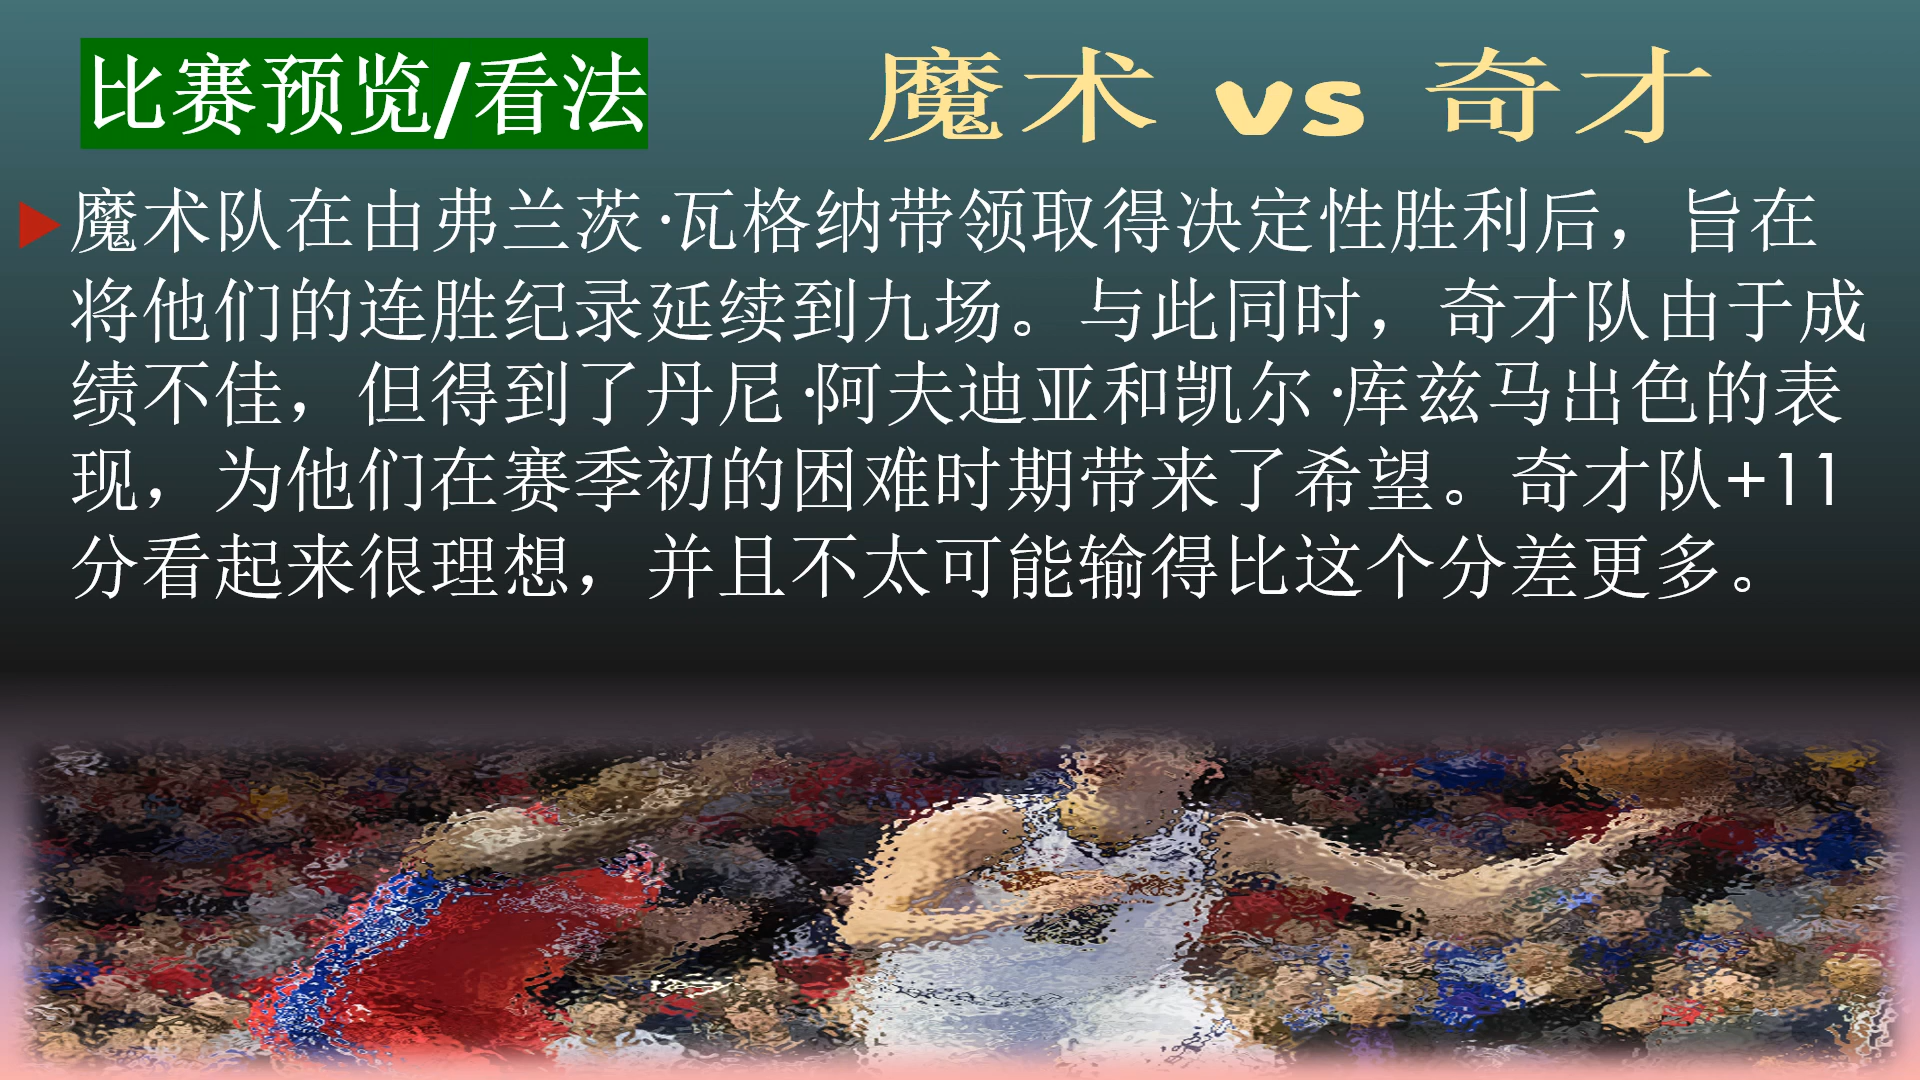 比赛预览/看法
魔术 vs 奇才
魔术队在由弗兰茨·瓦格纳带领取得决定性胜利后，旨在
将他们的连胜纪录延续到九场。与此同时，奇才队由于成
绩不佳，但得到了丹尼·阿夫迪亚和凯尔·库兹马出色的表
现，为他们在赛季初的困难时期带来了希望。奇才队+11
分看起来很理想，并且不太可能输得比这个分差更多。